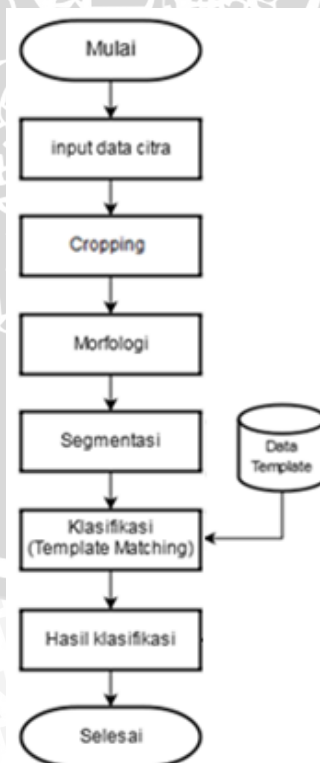 Mulai
input data citra
Cropping
Morfologi
Segmentasi
Data
Template
Klasifikasi
(Template Matching)
Hasil klasifikasi
Selesai